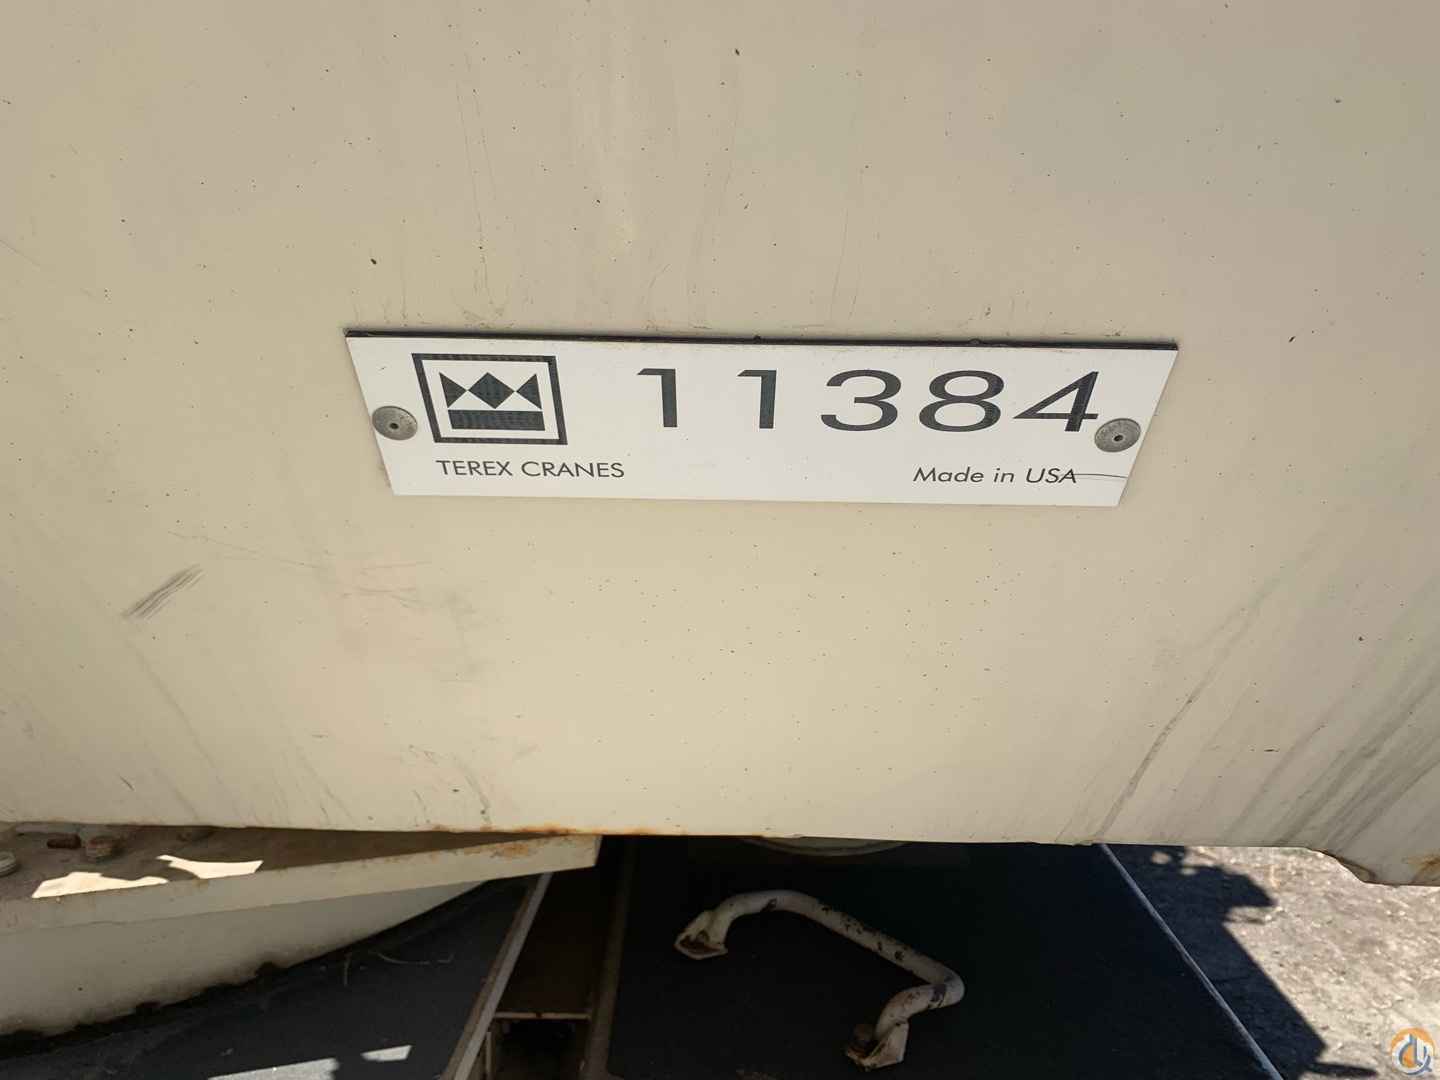 11384
TEREX CRANES
Made in USA